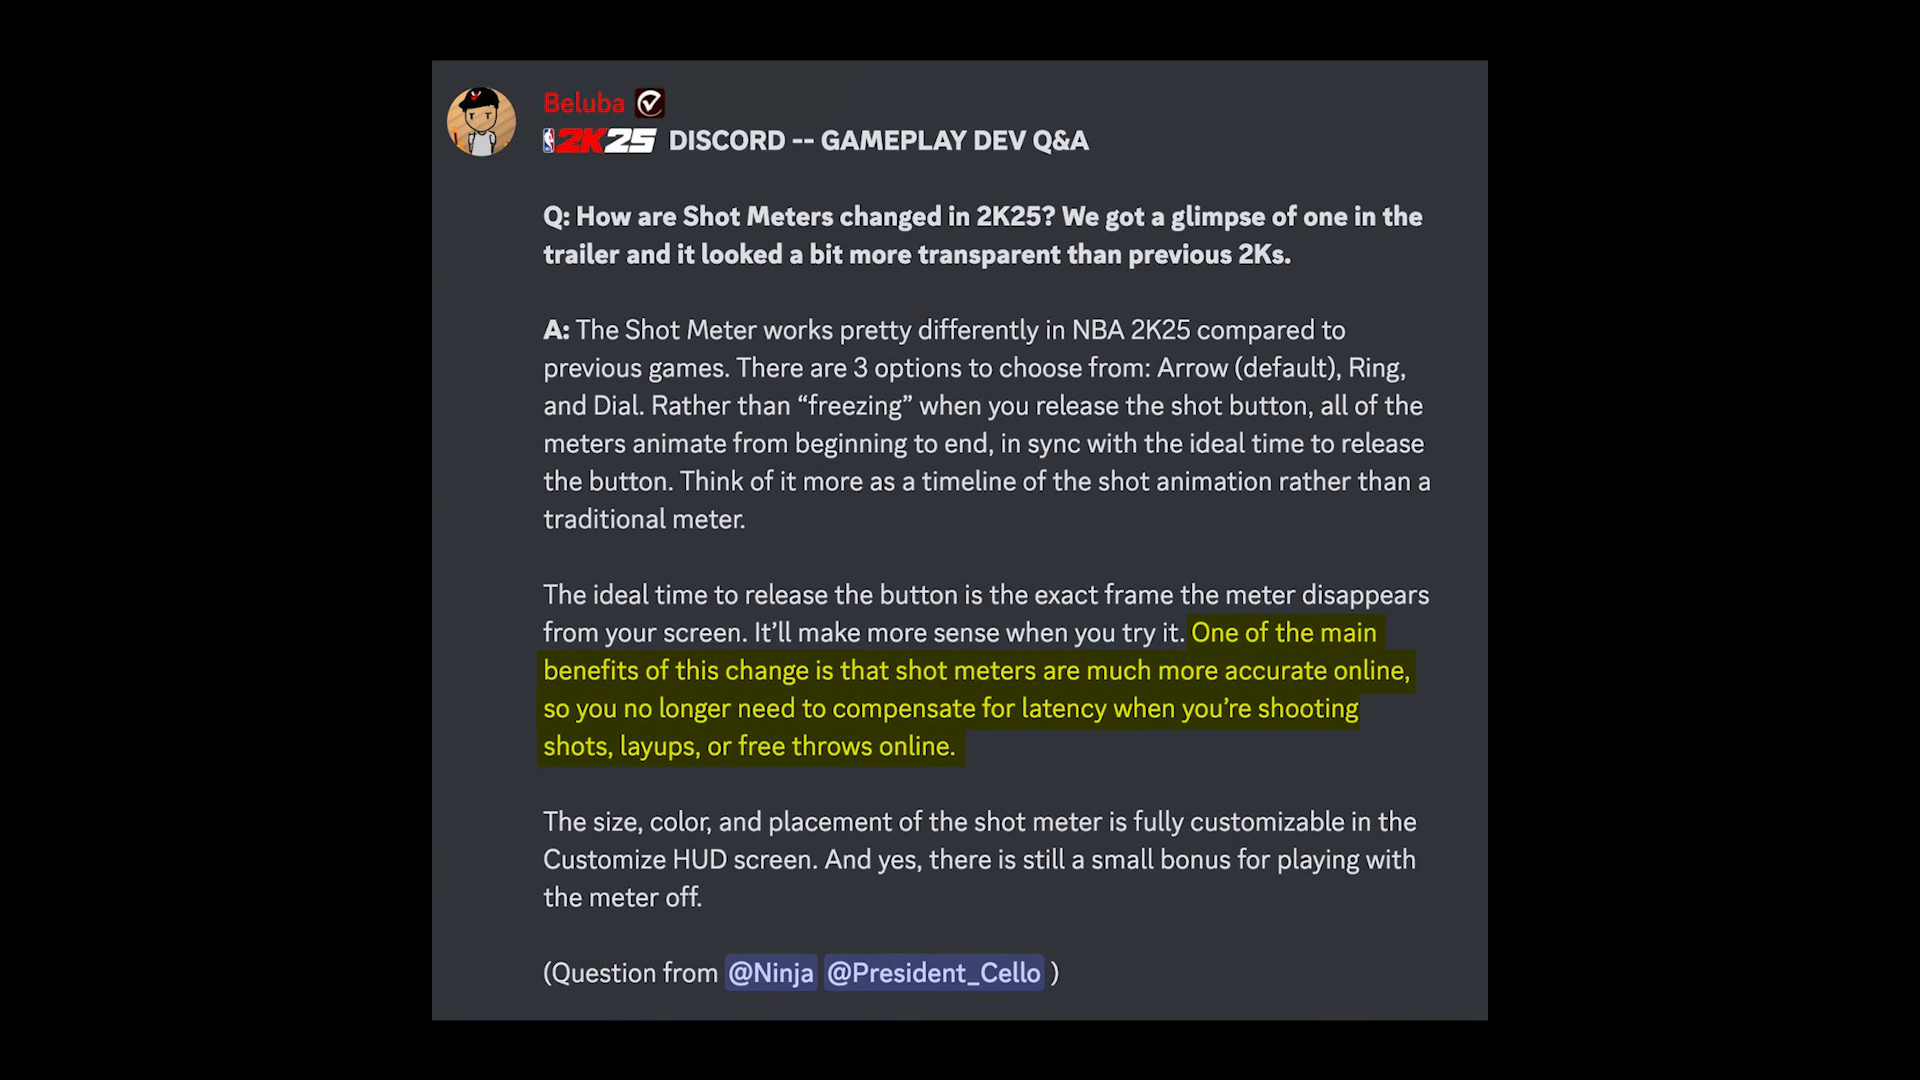 Beluba
2K25 DISCORD -- GAMEPLAY DEV Q&A
Q: How are Shot Meters changed in 2K25? We got a glimpse of one in the
trailer and it looked a bit more transparent than previous 2Ks.
A: The Shot Meter works pretty differently in NBA 2K25 compared to
previous games. There are 3 options to choose from: Arrow (default), Ring,
and Dial. Rather than “freezing” when you release the shot button, all of the
meters animate from beginning to end, in sync with the ideal time to release
the button. Think of it more as a timeline of the shot animation rather than a
traditional meter.
The ideal time to release the button is the exact frame the meter disappears
from your screen. It’ll make more sense when you try it. One of the main
benefits of this change is that shot meters are much more accurate online,
so you no longer need to compensate for latency when you’re shooting
shots, layups, or free throws online.
The size, color, and placement of the shot meter is fully customizable in the
Customize HUD screen. And yes, there is still a small bonus for playing with
the meter off.
(Question from @Ninja @President_Cello )